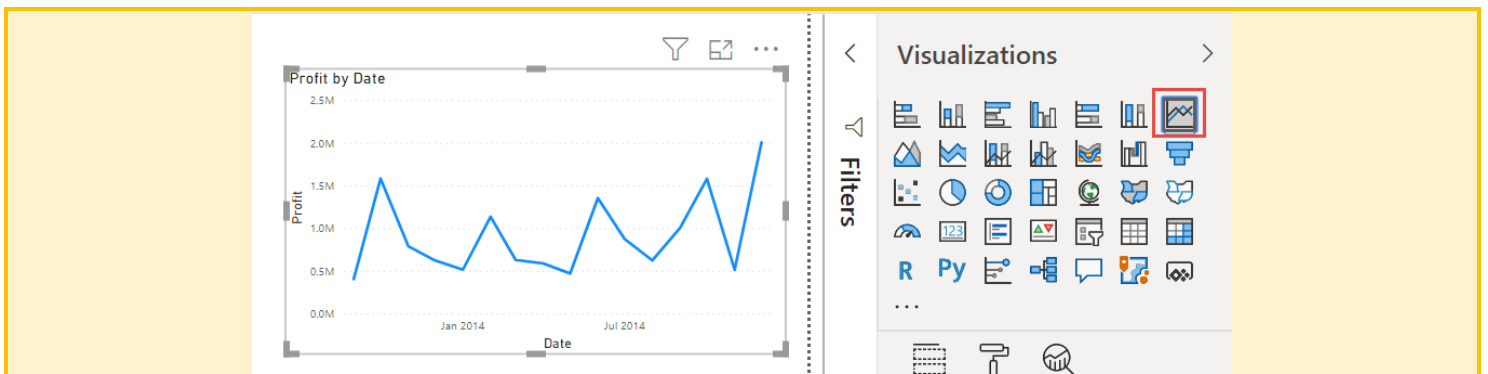 Profit by Date
2.5M
2.0M
1.5M
1.0M
0.5M
0.0M
Profit
Jan 2014
Jul 2014
Date
Filters
Visualizations
123
R
Py